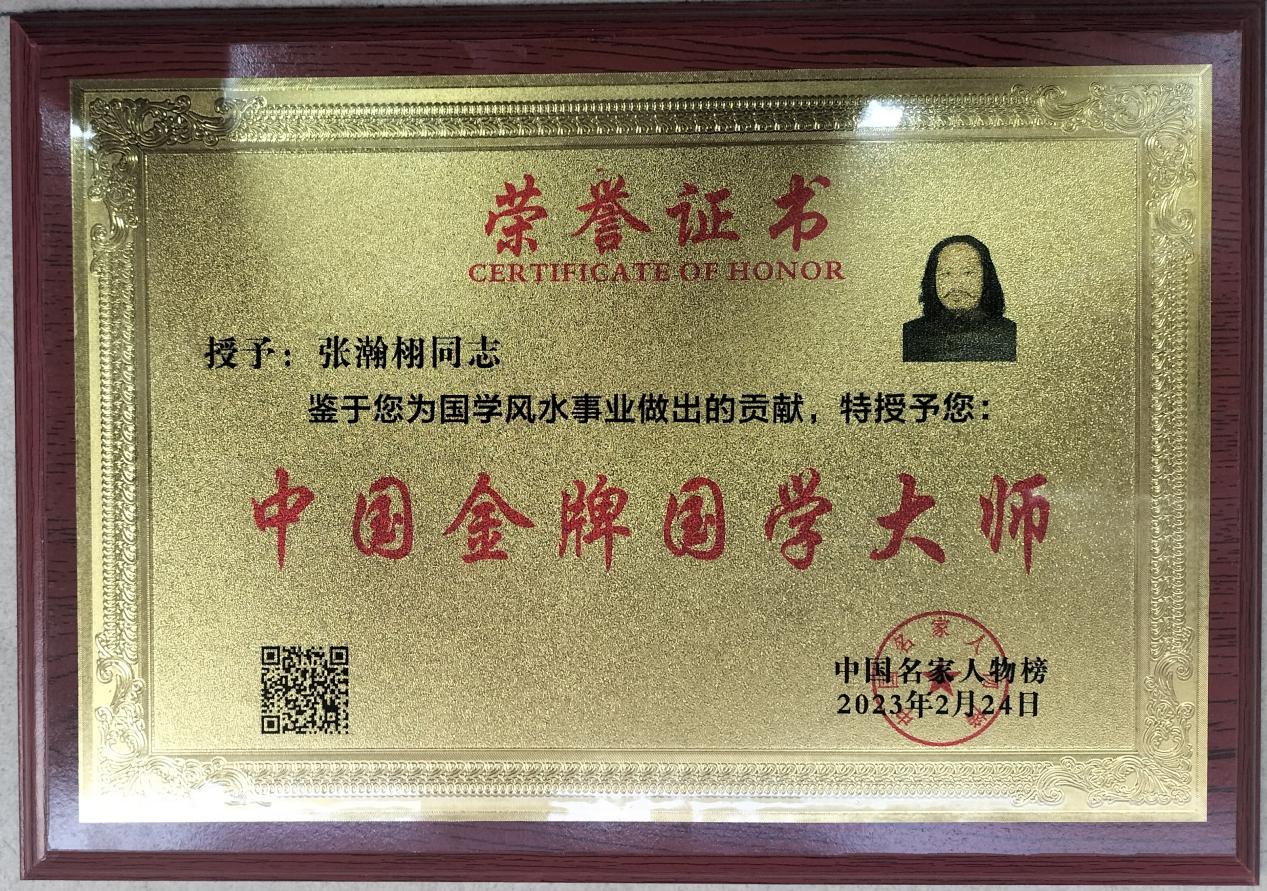 荣誉证书
CERTIFICATE OF HONOR
授予：张瀚栩同志
鉴于您为国学风水事业做出的贡献，特授予您：
中国金牌国学大师
中国名家人物榜
2023年2月24日